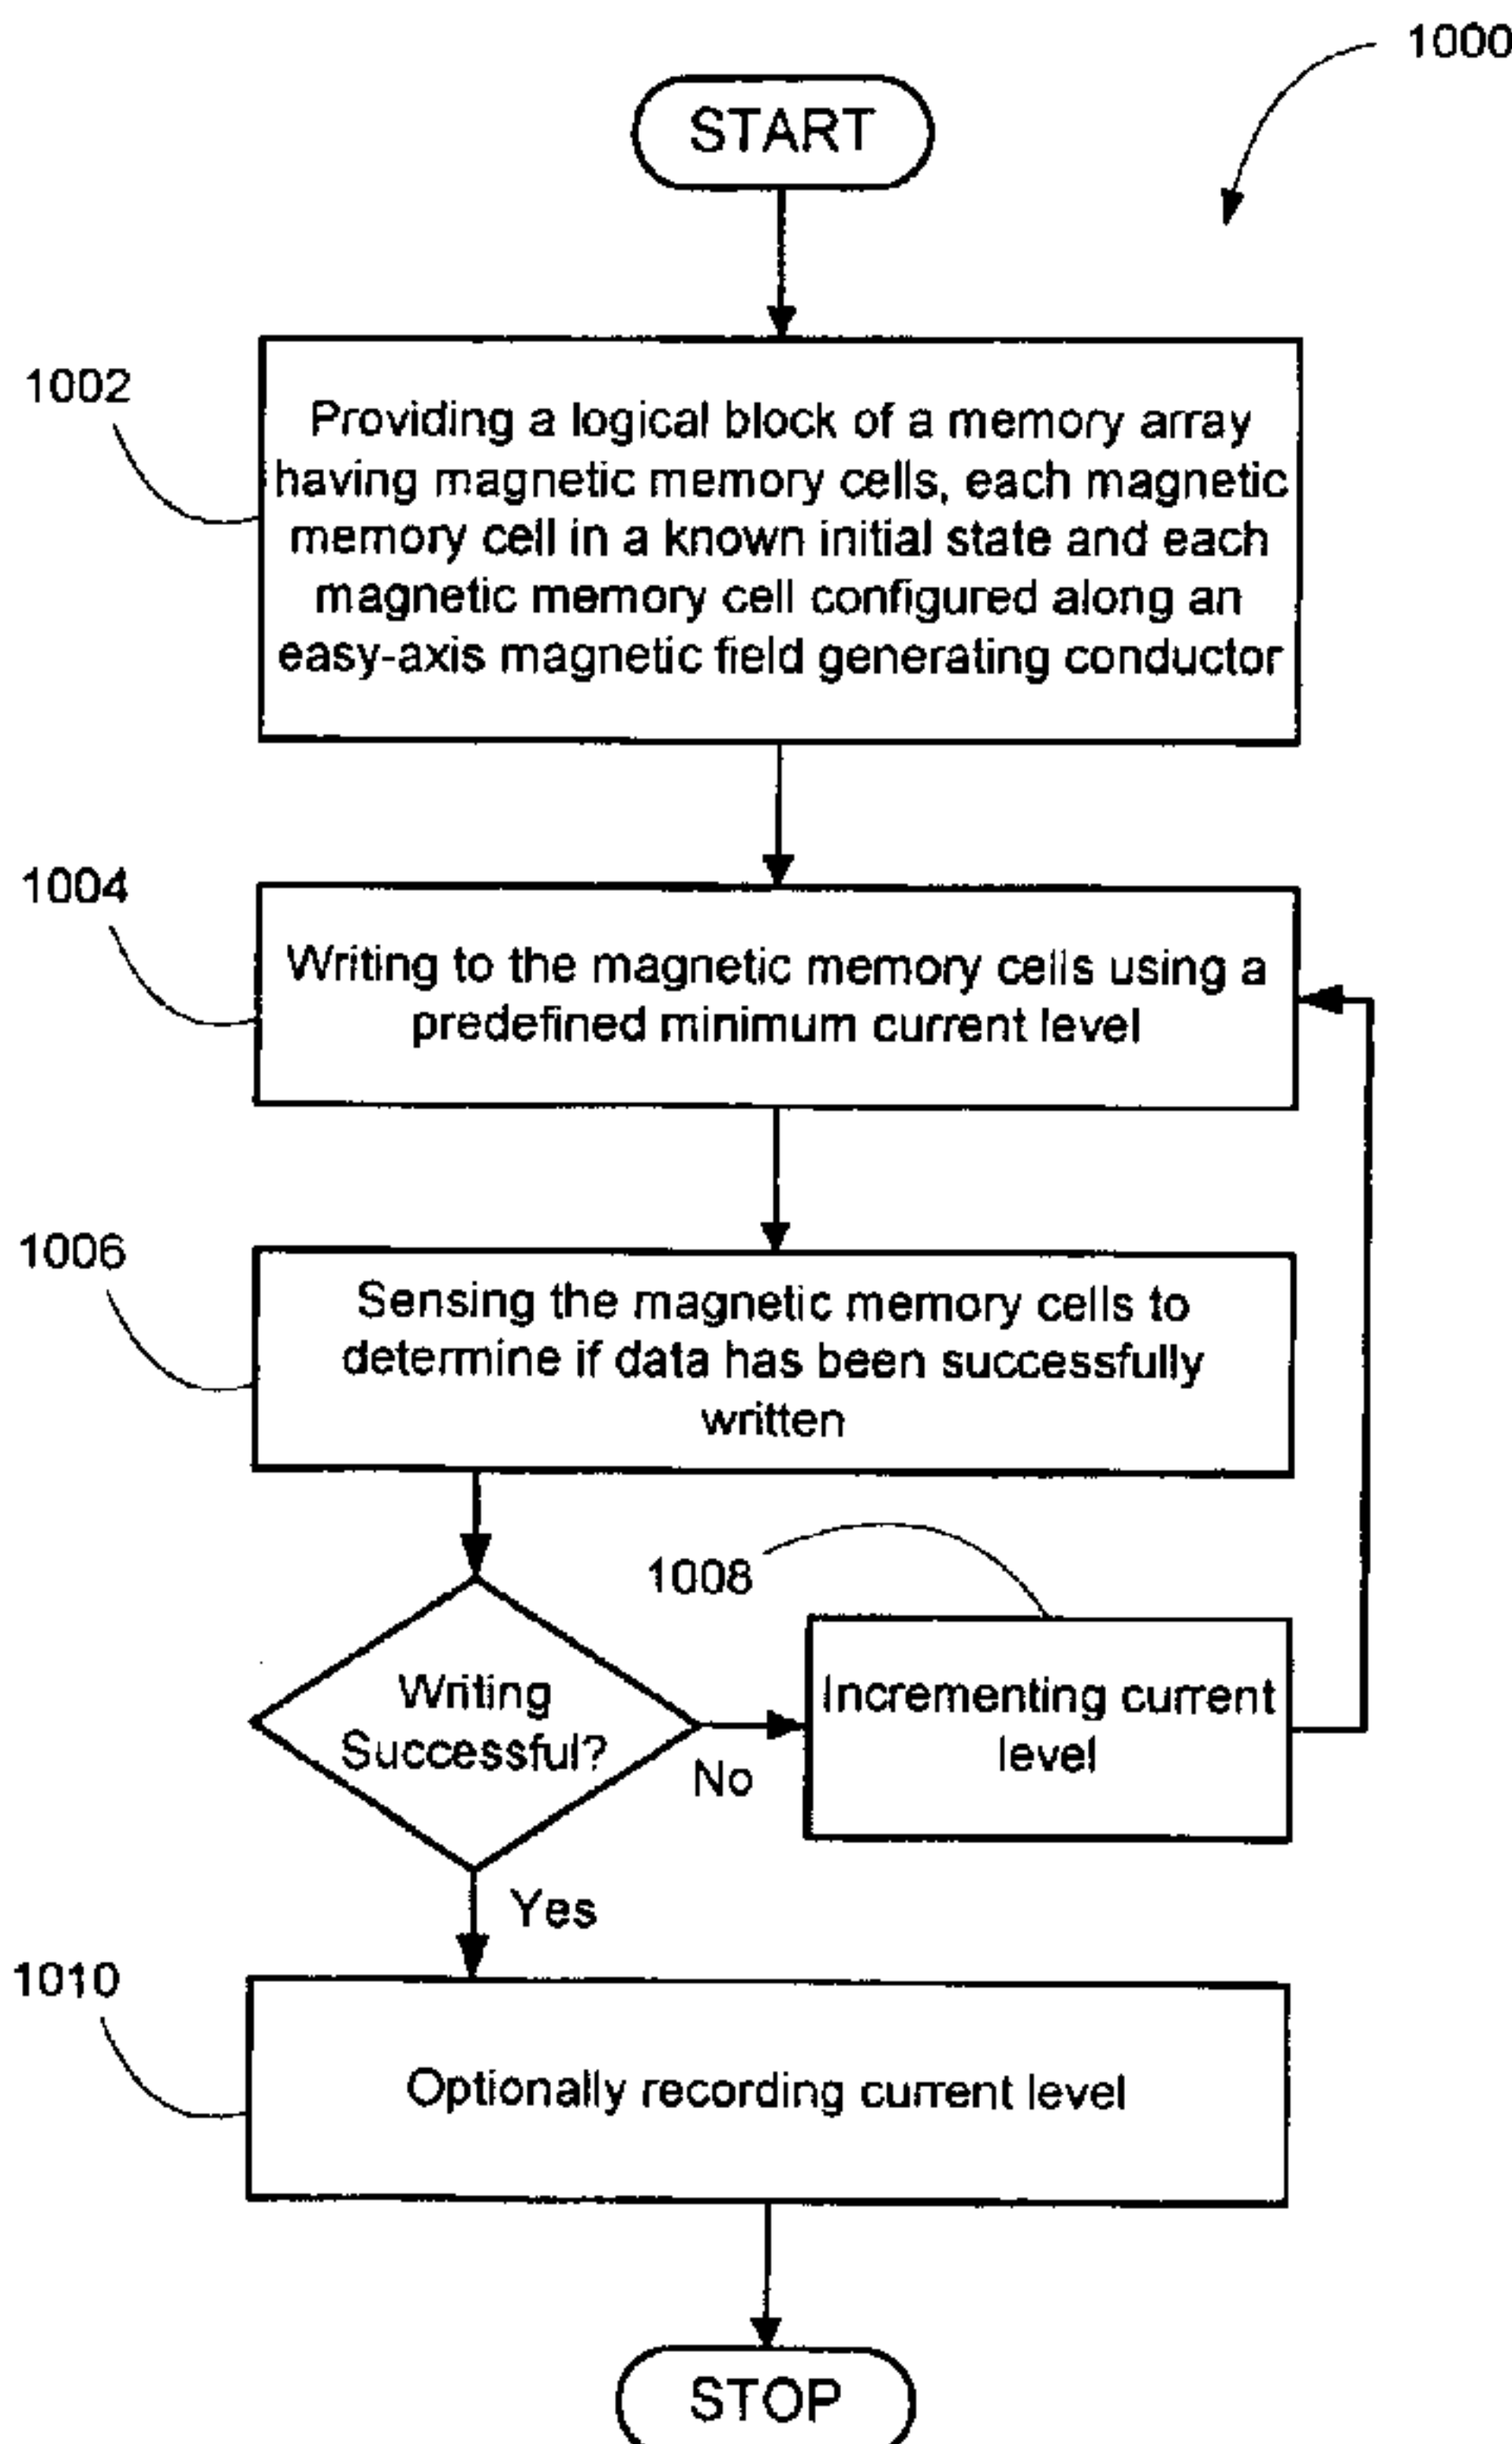 1000
START
1002
Providing a logical block of a memory array
having magnetic memory cells, each magnetic
memory cell in a known initial state and each
magnetic memory cell configured along an
easy-axis magnetic field generating conductor
1004
Writing to the magnetic memory cells using a
predefined minimum current level
1006
Sensing the magnetic memory cells to
determine if data has been successfully
written
1008
Writing
Successful?
No
Incrementing current
level
Yes
1010
Optionally recording current level
STOP